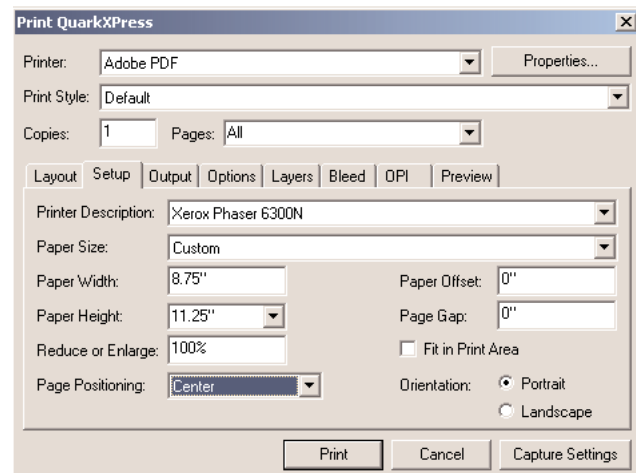 Print QuarkXPress
Printer: Adobe PDF Properties...
Print Style: Default
Copies: 1 Pages: All
Layout Setup Output Options Layers Bleed OPI Preview
Printer Description: Xerox Phaser 6300N
Paper Size: Custom
Paper Width: 8.75" Paper Offset: 0"
Paper Height: 11.25" Page Gap: 0"
Reduce or Enlarge: 100% Fit in Print Area
Page Positioning: Center Orientation: Portrait
Landscape
Print Cancel Capture Settings